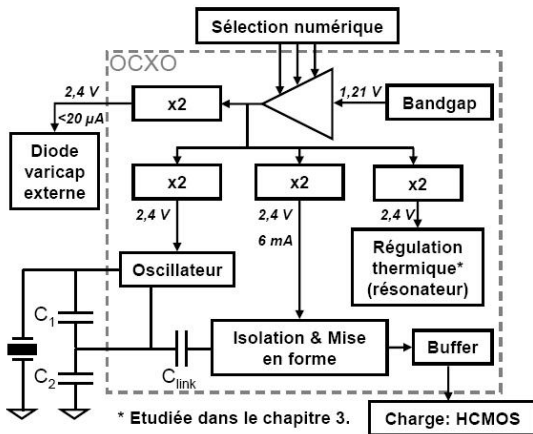 Sélection numérique
OCXO
2,4 V
x2
1,21 V
Bandgap
<20 µA
Diode
varicap
externe
x2
x2
x2
2,4 V
2,4 V
2,4 V
6 mA
Oscillateur
Régulation
thermique*
(résonateur)
C1
Isolation & Mise
en forme
Buffer
C2
Clink
* Etudiée dans le chapitre 3.
Charge: HCMOS